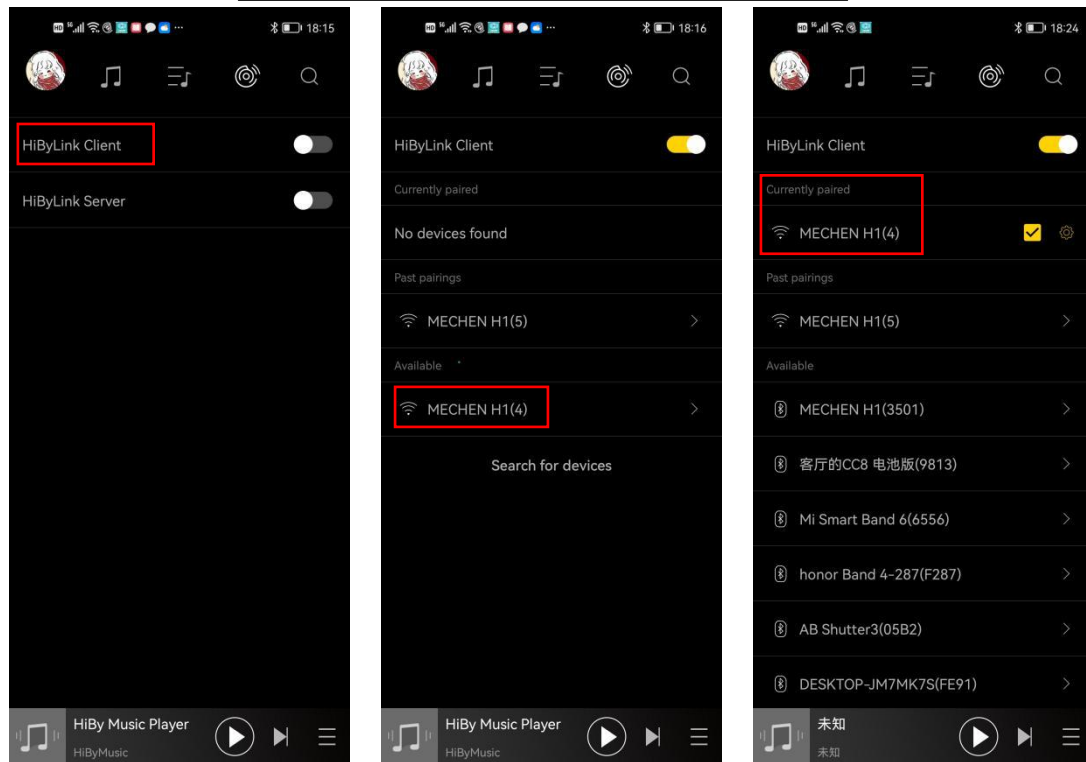 HD 18:15
HiByLink Client
HiByLink Server
HiBy Music Player
HiByMusic
HD 18:16
HiByLink Client
Currently paired
No devices found
Past pairings
MECHEN H1(5)
Available
MECHEN H1(4)
Search for devices
HiBy Music Player
HiByMusic
HD 18:24
HiByLink Client
Currently paired
MECHEN H1(4)
Past pairings
MECHEN H1(5)
Available
MECHEN H1(3501)
客厅的CC8 电池版(9813)
Mi Smart Band 6(6556)
honor Band 4-287(F287)
AB Shutter3(05B2)
DESKTOP-JM7MK7S(FE91)
未知
未知